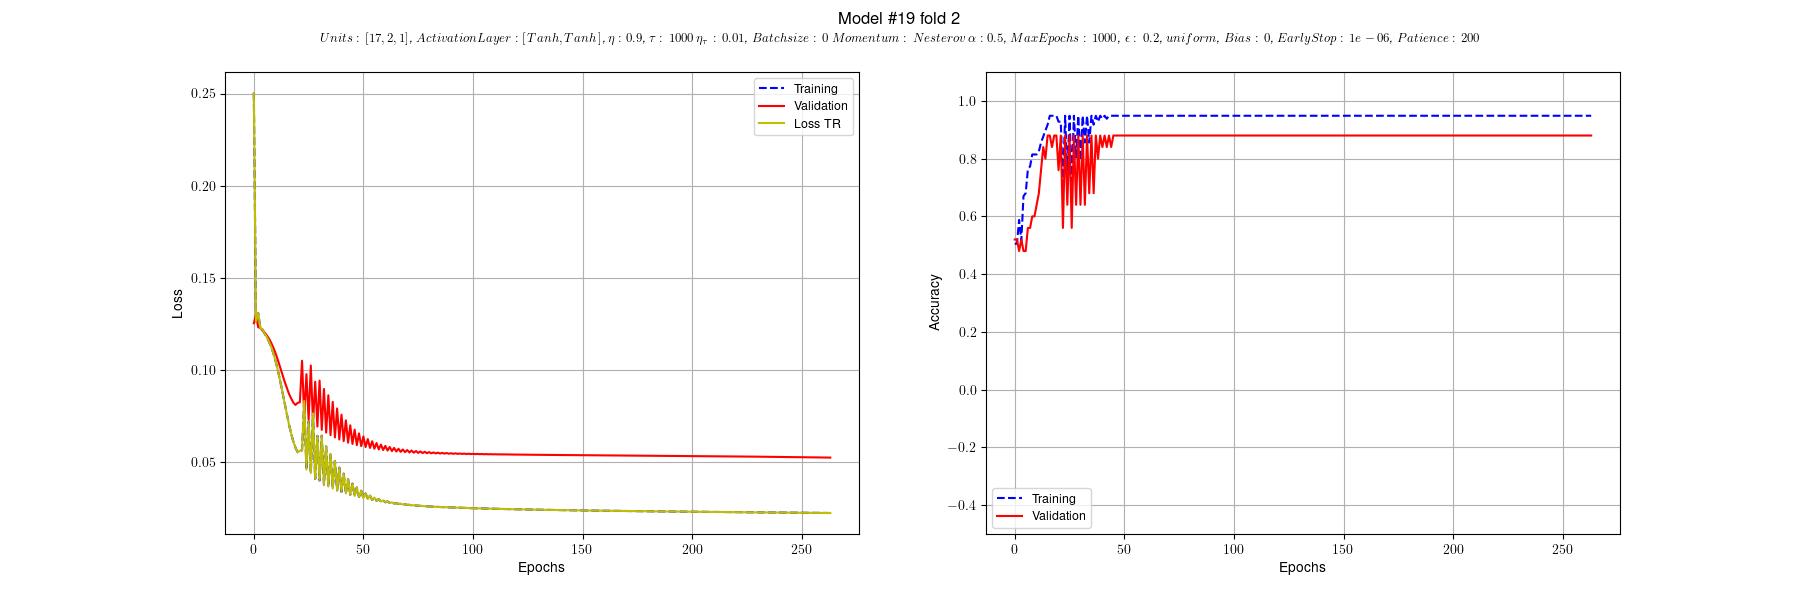 Model #19 fold 2
Units : [17, 2, 1], ActivationLayer : [Tanh, Tanh], η : 0.9, τ : 1000 η_τ : 0.01, Batchsize : 0 Momentum : Nesterov α : 0.5, MaxEpochs : 1000, ϵ : 0.2, uniform, Bias : 0, EarlyStop : 1e − 06, Patience : 200
0.25
0.20
0.15
0.10
0.05
Loss
Training
Validation
Loss TR
0 50 100 150 200 250
Epochs
1.0
0.8
0.6
0.4
0.2
0.0
−0.2
−0.4
Accuracy
Training
Validation
0 50 100 150 200 250
Epochs